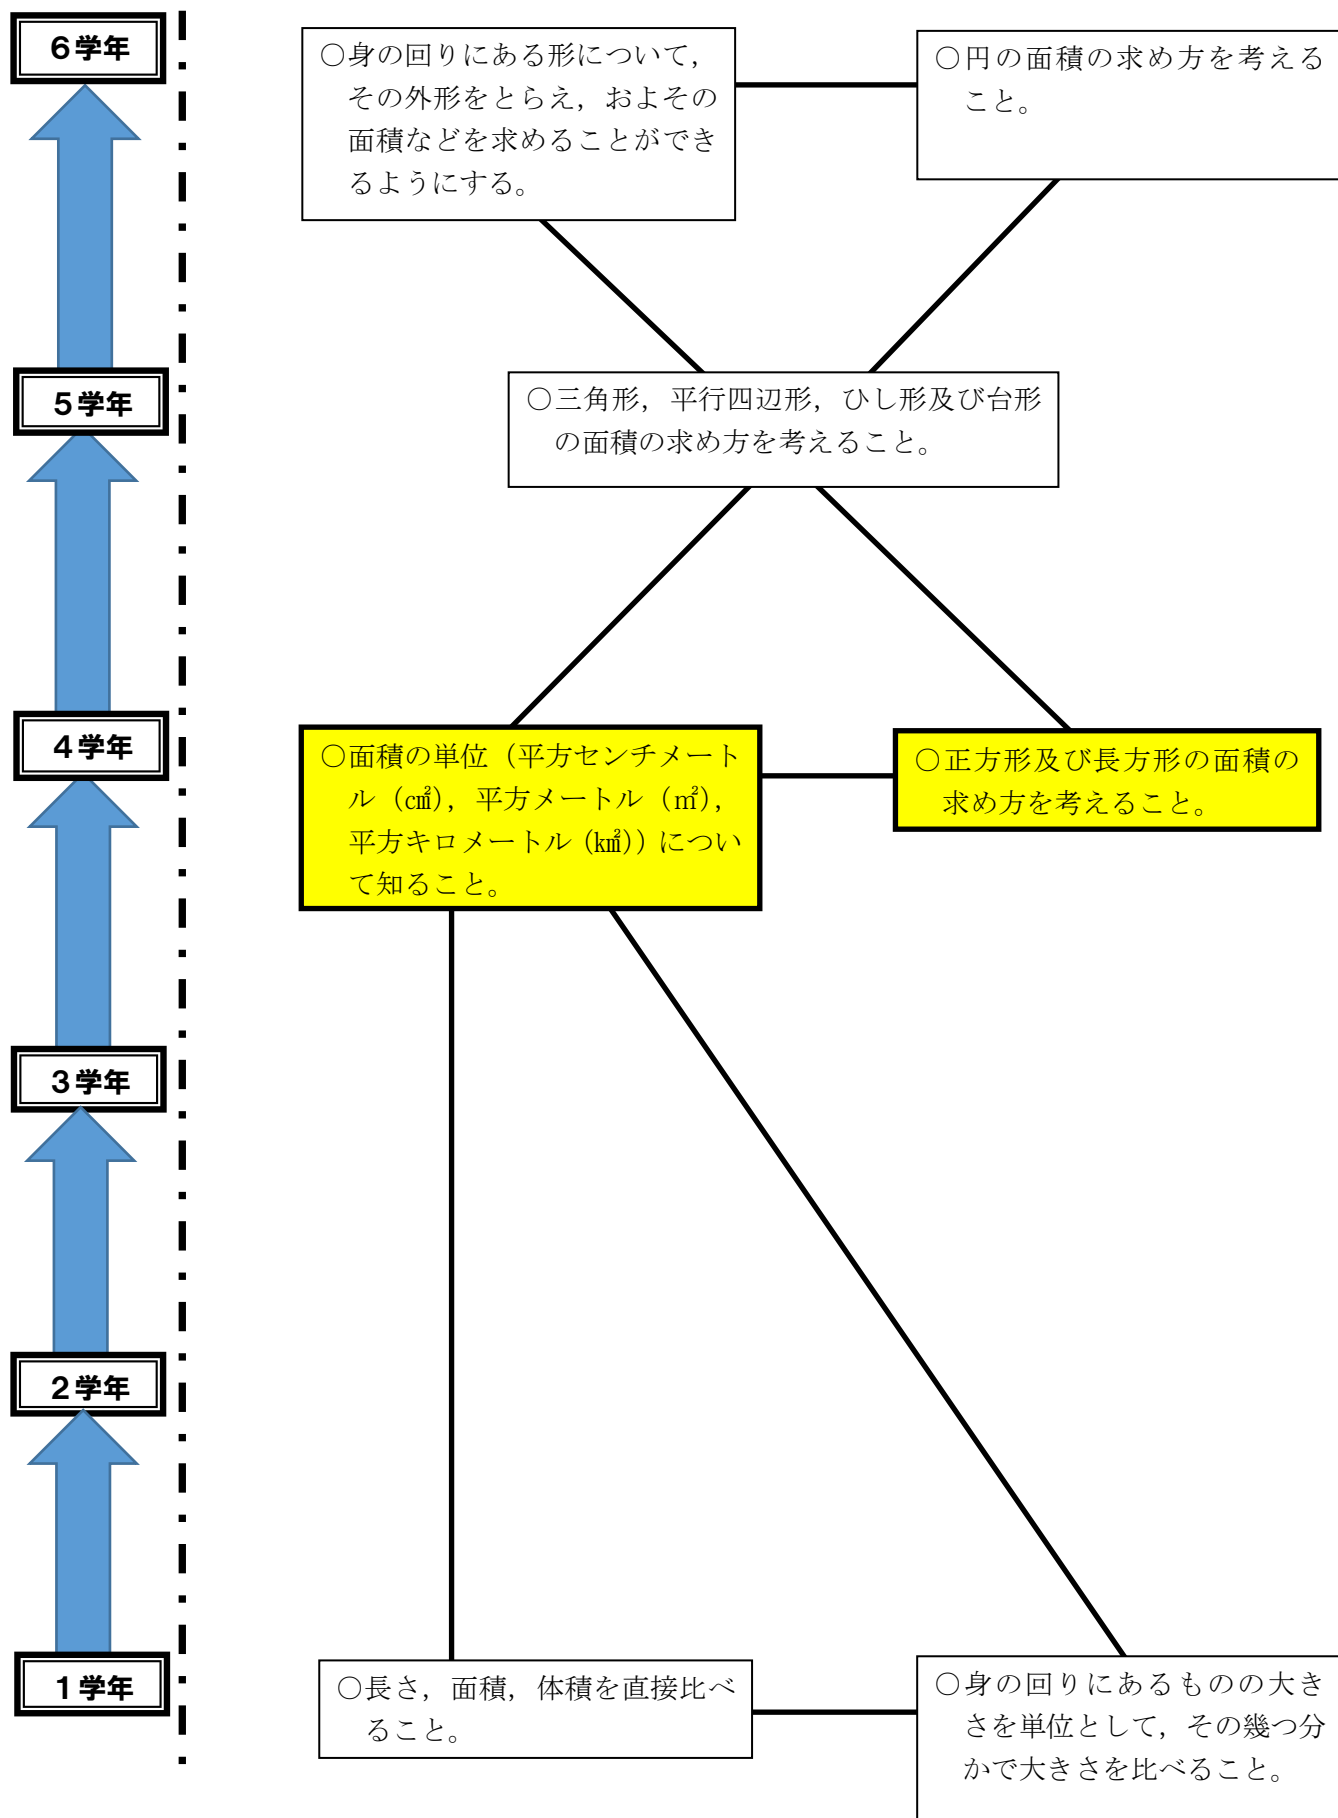 6学年
○身の回りにある形について，
その外形をとらえ，およその
面積などを求めることができ
るようにする。
○円の面積の求め方を考える
こと。
5学年
○三角形，平行四辺形，ひし形及び台形
の面積の求め方を考えること。
4学年
○面積の単位（平方センチメート
ル（㎠），平方メートル（㎡），
平方キロメートル（㎢））につい
て知ること。
○正方形及び長方形の面積の
求め方を考えること。
3学年
2学年
1学年
○長さ，面積，体積を直接比べ
ること。
○身の回りにあるものの大き
さを単位として，その幾つ分
かで大きさを比べること。